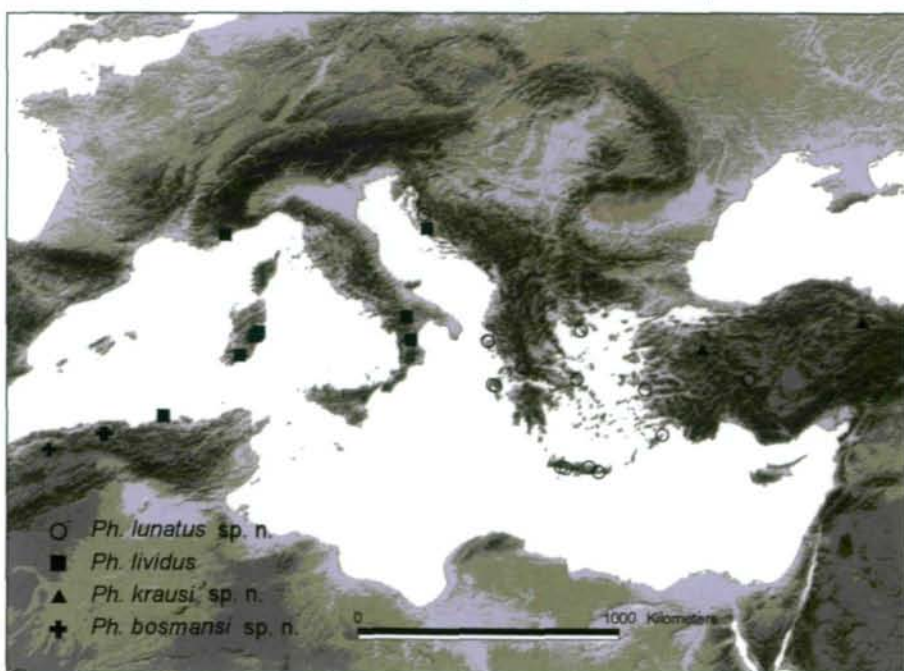 Ph. lunatus sp. n.
Ph. lividus
Ph. krausi sp. n.
Ph. bosmansi sp. n.
0 1000 Kilometers